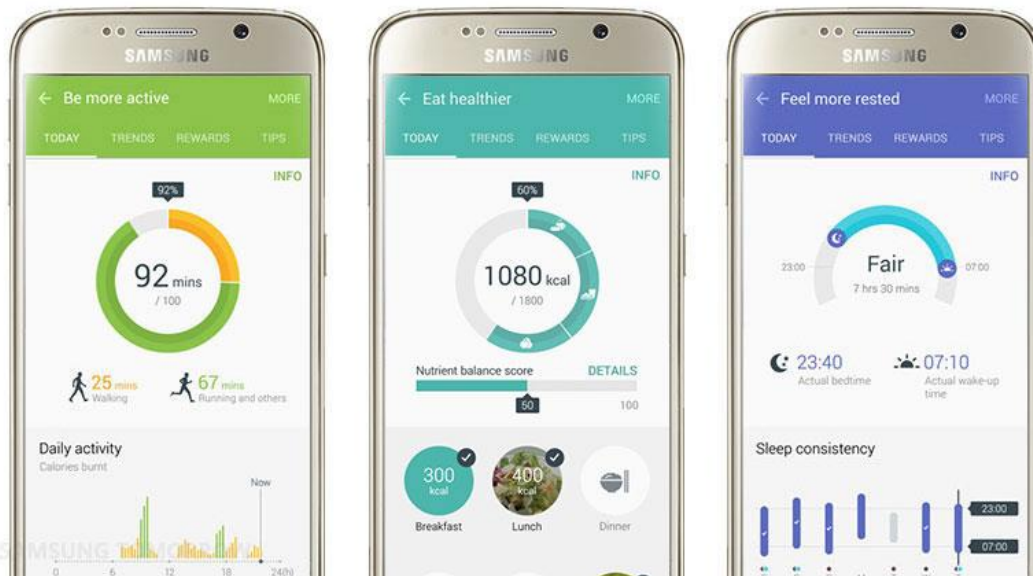 SAMSUNG
Be more active
MORE
TODAY
TRENDS
REWARDS
TIPS
INFO
92%
92 mins
/ 100
25 mins
Walking
67 mins
Running and others
Daily activity
Calories burnt
Now
0
6
12
18
24(h)
SAMSUNG TOMORROW
SAMSUNG
Eat healthier
MORE
TODAY
TRENDS
REWARDS
TIPS
INFO
60%
1080 kcal
/ 1800
Nutrient balance score
DETAILS
50
100
300
kcal
Breakfast
400
kcal
Lunch
Dinner
SAMSUNG
Feel more rested
MORE
TODAY
TRENDS
REWARDS
TIPS
INFO
23:00
Fair
07:00
7 hrs 30 mins
23:40
Actual bedtime
07:10
Actual wake-up
time
Sleep consistency
23:00
07:00